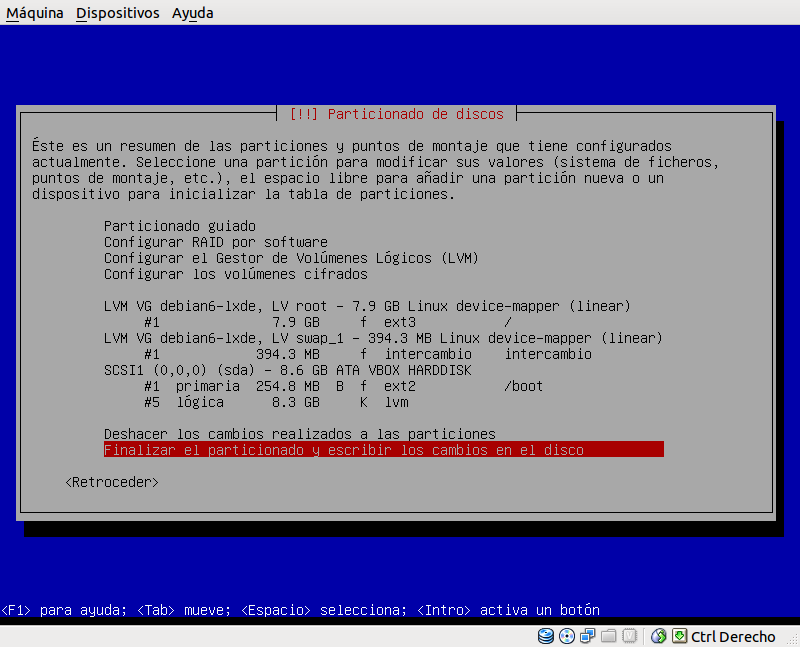 Máquina Dispositivos Ayuda
[!!] Particionado de discos
Éste es un resumen de las particiones y puntos de montaje que tiene configurados
actualmente. Seleccione una partición para modificar sus valores (sistema de ficheros,
puntos de montaje, etc.), el espacio libre para añadir una partición nueva o un
dispositivo para inicializar la tabla de particiones.
Particionado guiado
Configurar RAID por software
Configurar el Gestor de Volúmenes Lógicos (LVM)
Configurar los volúmenes cifrados
LVM VG debian6-lxde, LV root - 7.9 GB Linux device-mapper (linear)
#1 7.9 GB f ext3 /
LVM VG debian6-lxde, LV swap_1 - 394.3 MB Linux device-mapper (linear)
#1 394.3 MB f intercambio intercambio
SCSI1 (0,0,0) (sda) - 8.6 GB ATA VBOX HARDDISK
#1 primaria 254.8 MB B f ext2 /boot
#5 lógica 8.3 GB K lvm
Deshacer los cambios realizados a las particiones
Finalizar el particionado y escribir los cambios en el disco
<Retroceder>
<F1> para ayuda; <Tab> mueve; <Espacio> selecciona; <Intro> activa un botón
Ctrl Derecho